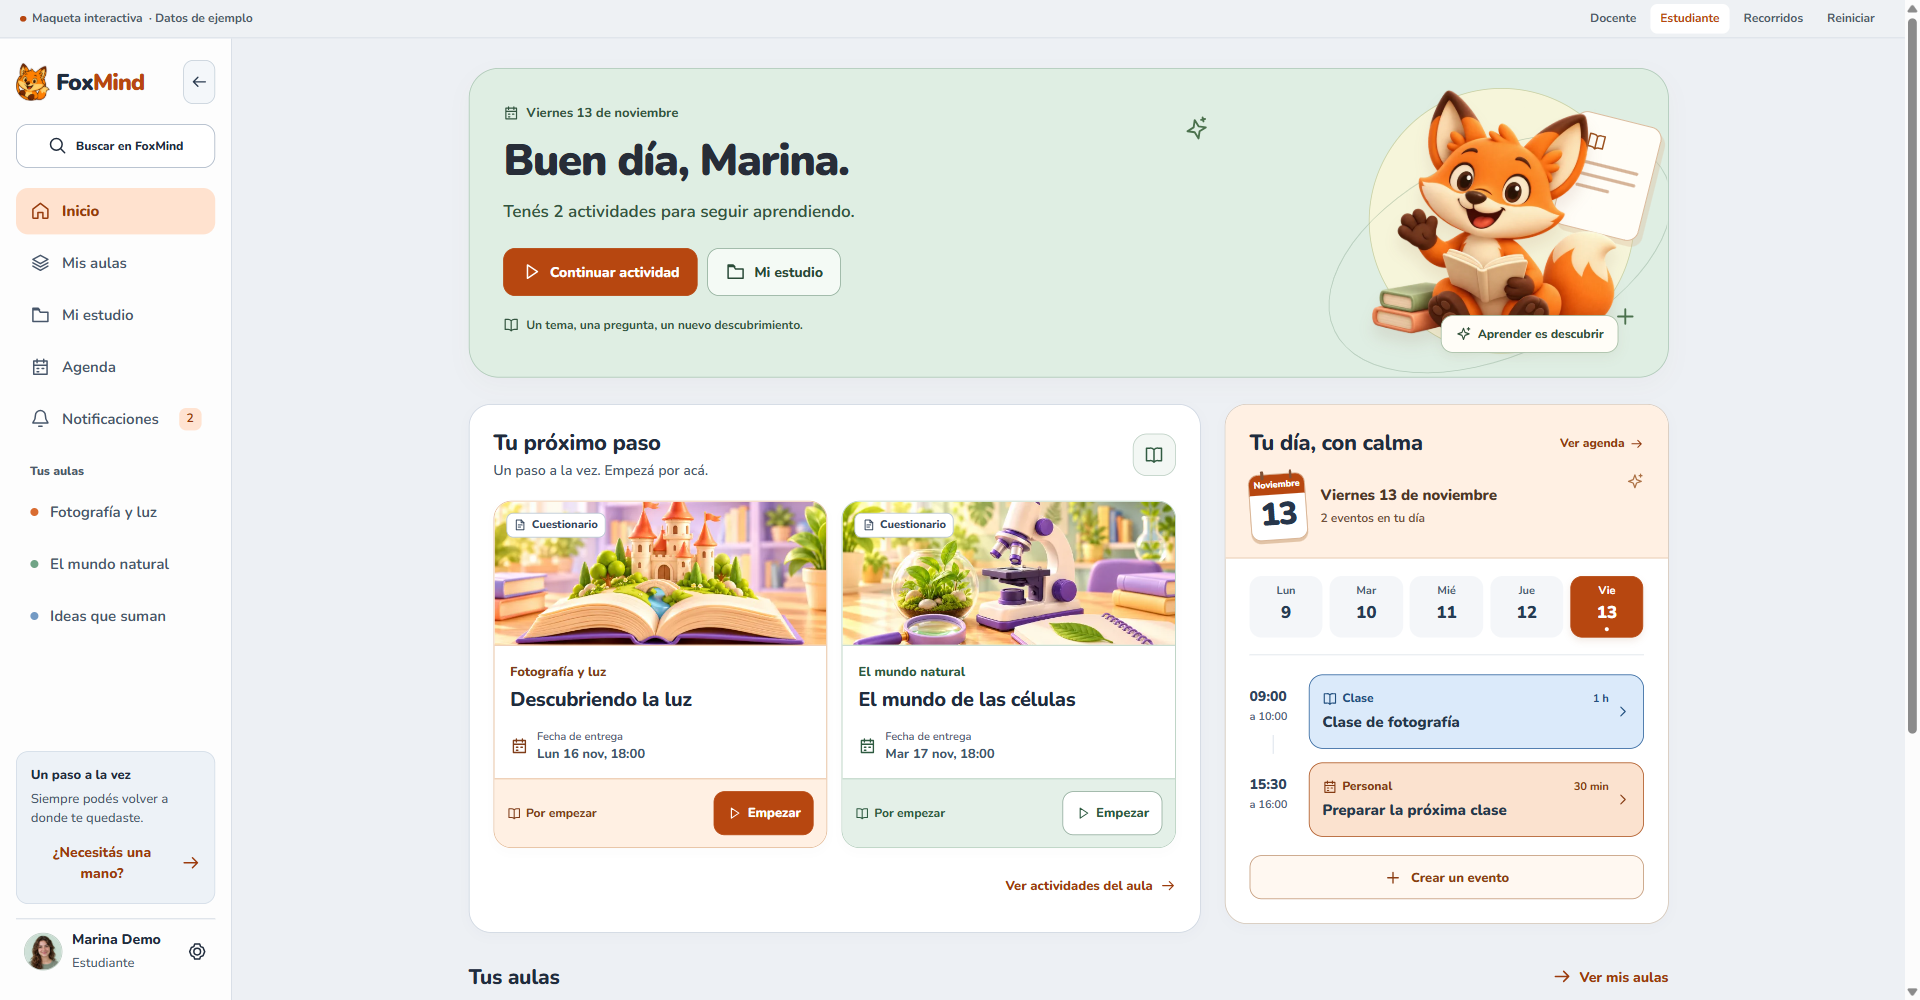 Maqueta interactiva · Datos de ejemplo
Docente
Estudiante
Recorridos
Reiniciar
FoxMind
Buscar en FoxMind
Inicio
Mis aulas
Mi estudio
Agenda
Notificaciones 2
Tus aulas
Fotografía y luz
El mundo natural
Ideas que suman
Un paso a la vez
Siempre podés volver a
donde te quedaste.
¿Necesitás una
mano?
Marina Demo
Estudiante
Viernes 13 de noviembre
Buen día, Marina.
Tenés 2 actividades para seguir aprendiendo.
Continuar actividad
Mi estudio
Un tema, una pregunta, un nuevo descubrimiento.
Aprender es descubrir
Tu próximo paso
Un paso a la vez. Empezá por acá.
Cuestionario
Fotografía y luz
Descubriendo la luz
Fecha de entrega
Lun 16 nov, 18:00
Por empezar
Empezar
Cuestionario
El mundo natural
El mundo de las células
Fecha de entrega
Mar 17 nov, 18:00
Por empezar
Empezar
Ver actividades del aula
Tu día, con calma
Ver agenda
Noviembre
13
Viernes 13 de noviembre
2 eventos en tu día
Lun
9
Mar
10
Mié
11
Jue
12
Vie
13
09:00
a 10:00
Clase
1 h
Clase de fotografía
15:30
a 16:00
Personal
30 min
Preparar la próxima clase
Crear un evento
Tus aulas
Ver mis aulas